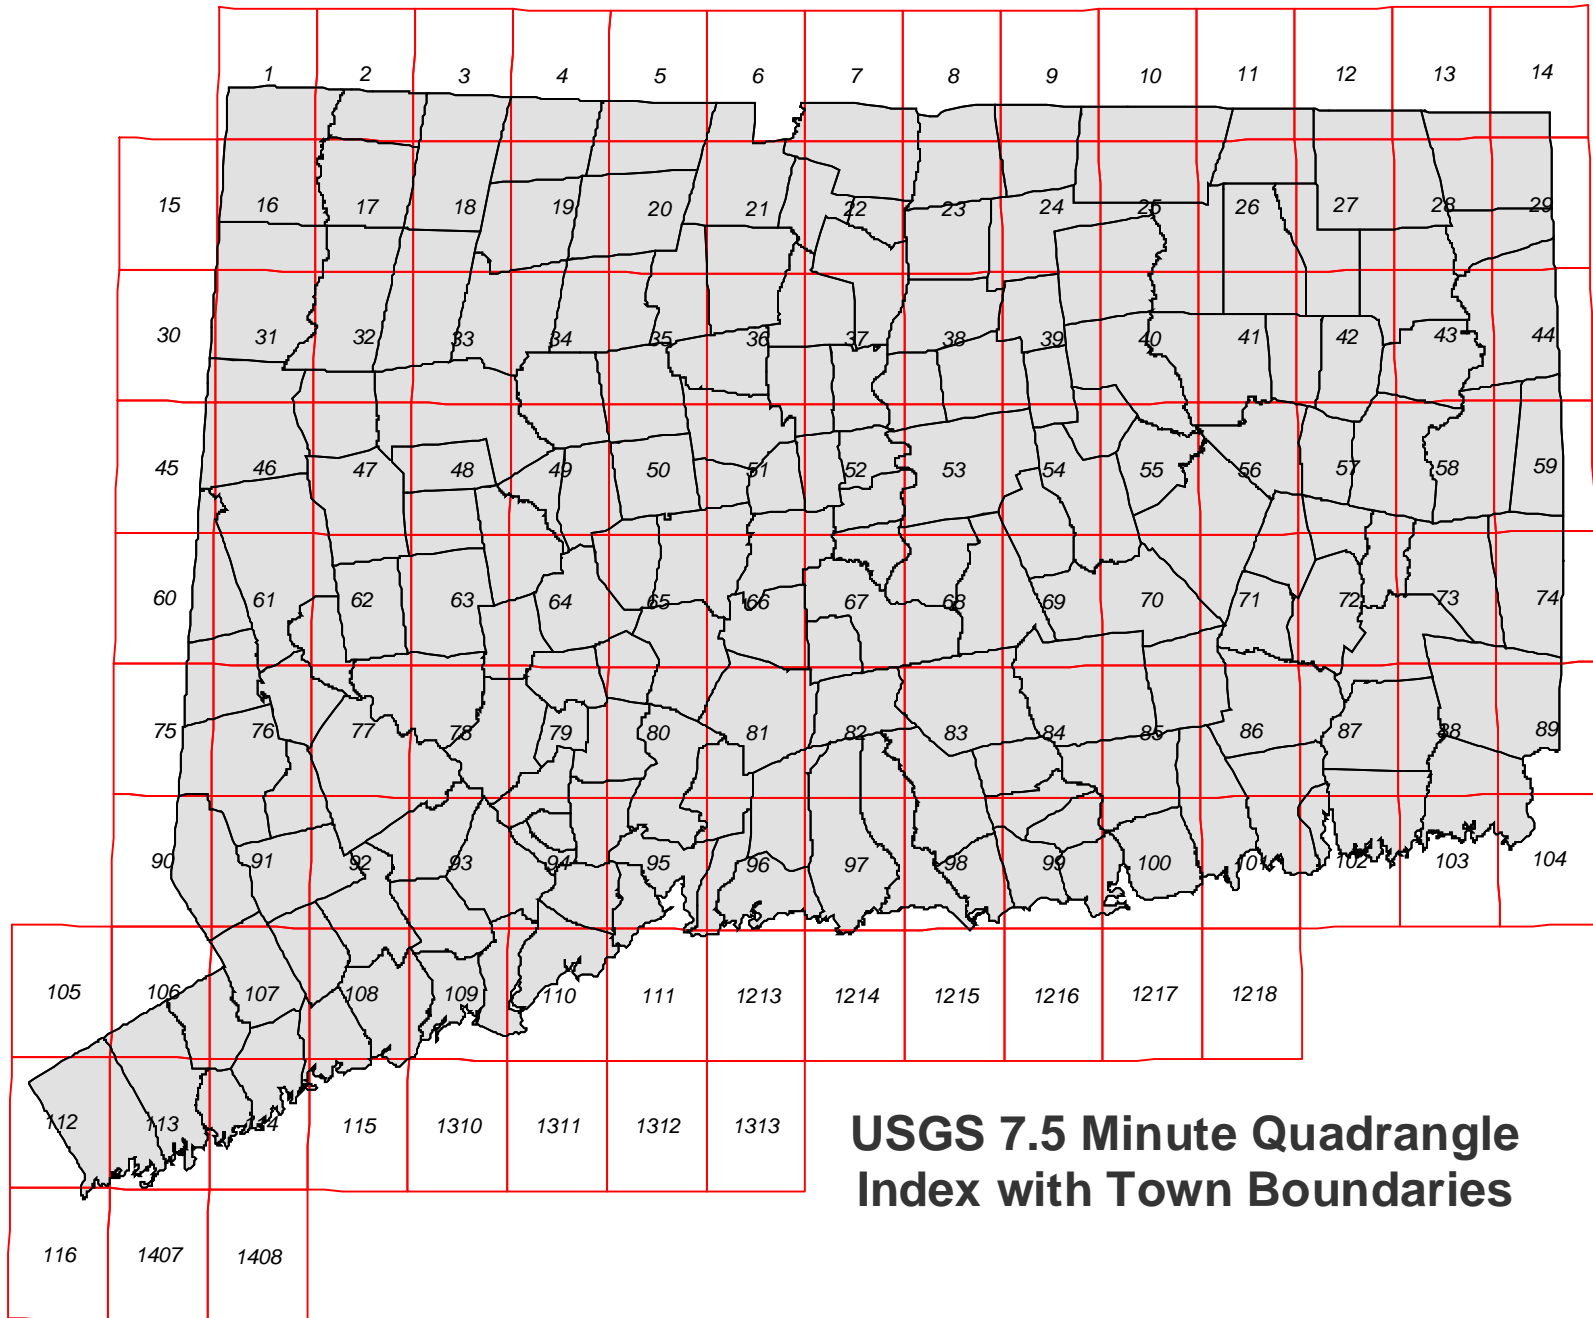 1 2 3 4 5 6 7 8 9 10 11 12 13 14
15 16 17 18 19 20 21 22 23 24 25 26 27 28 29
30 31 32 33 34 35 36 37 38 39 40 41 42 43 44
45 46 47 48 49 50 51 52 53 54 55 56 57 58 59
60 61 62 63 64 65 66 67 68 69 70 71 72 73 74
75 76 77 78 79 80 81 82 83 84 85 86 87 88 89
90 91 92 93 94 95 96 97 98 99 100 101 102 103 104
105 106 107 108 109 110 111 1213 1214 1215 1216 1217 1218
112 113 114 115 1310 1311 1312 1313
USGS 7.5 Minute Quadrangle
Index with Town Boundaries
116 1407 1408